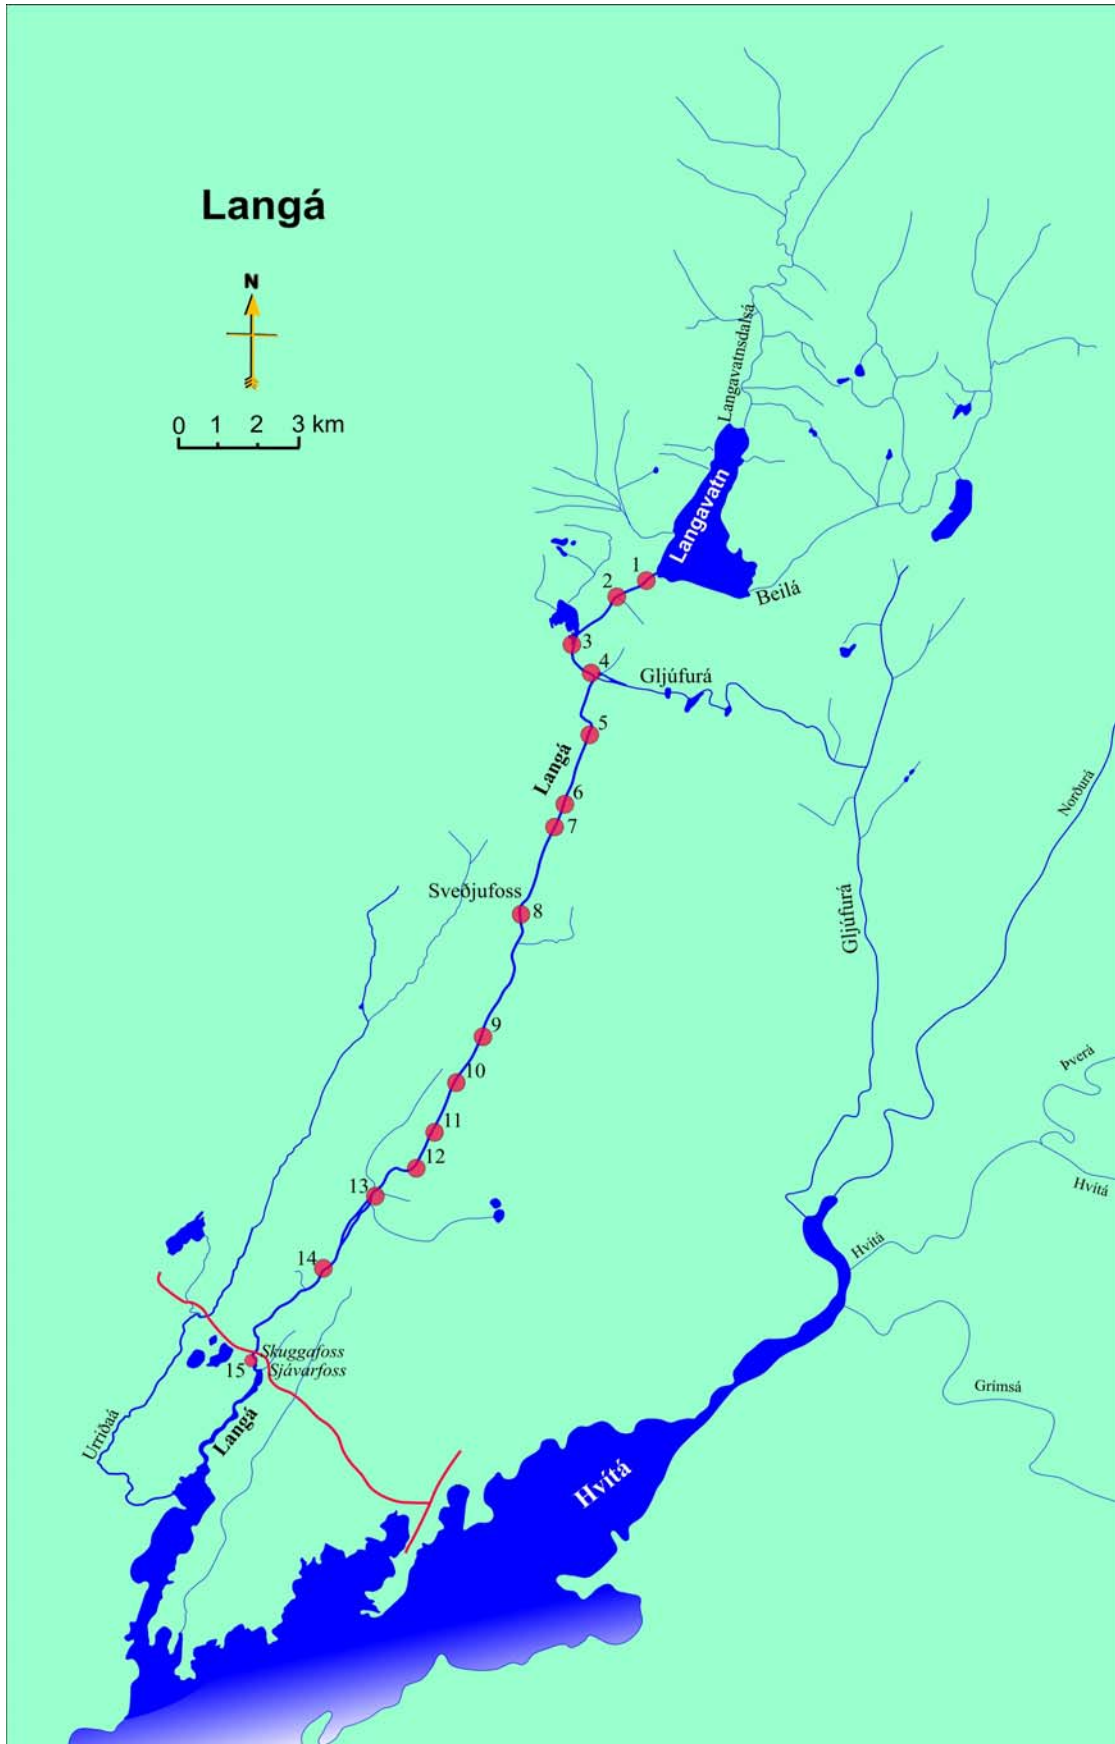 Langá
N
0 1 2 3 km
Langavatnsdalsá
Langavatn
1
2
Beilá
3
4
Gljúfurá
5
Langá
6
7
Norðurá
Sveðjufoss
8
Gljúfurá
9
Þverá
10
11
12
13
Hvítá
Hvítá
14
Skuggafoss
15
Sjávarfoss
Grímsá
Urriðaá
Langá
Hvítá